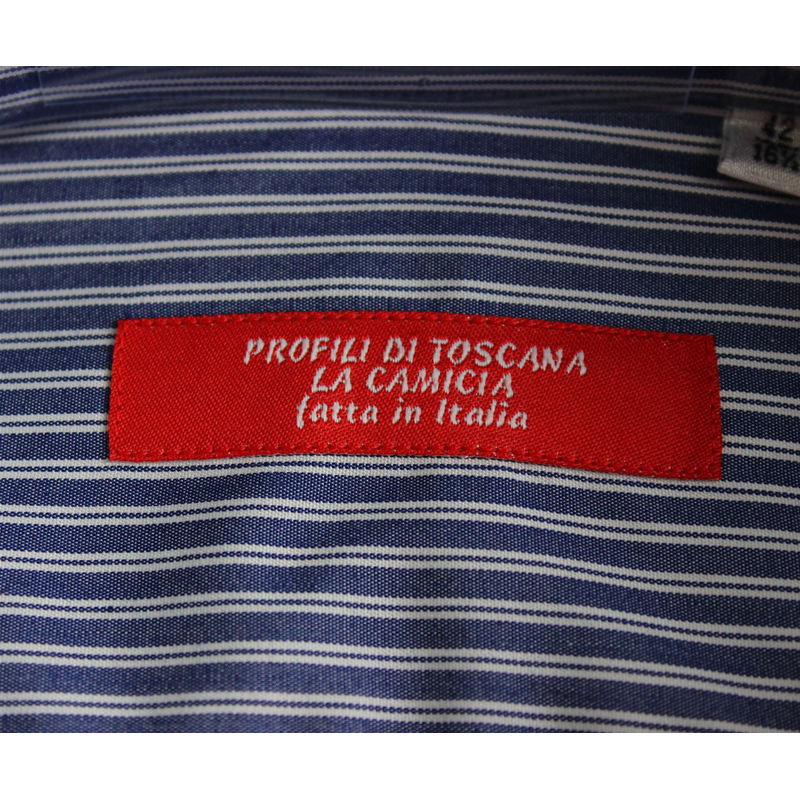 42
PROFILI DI TOSCANA
LA CAMICIA
fatta in Italia